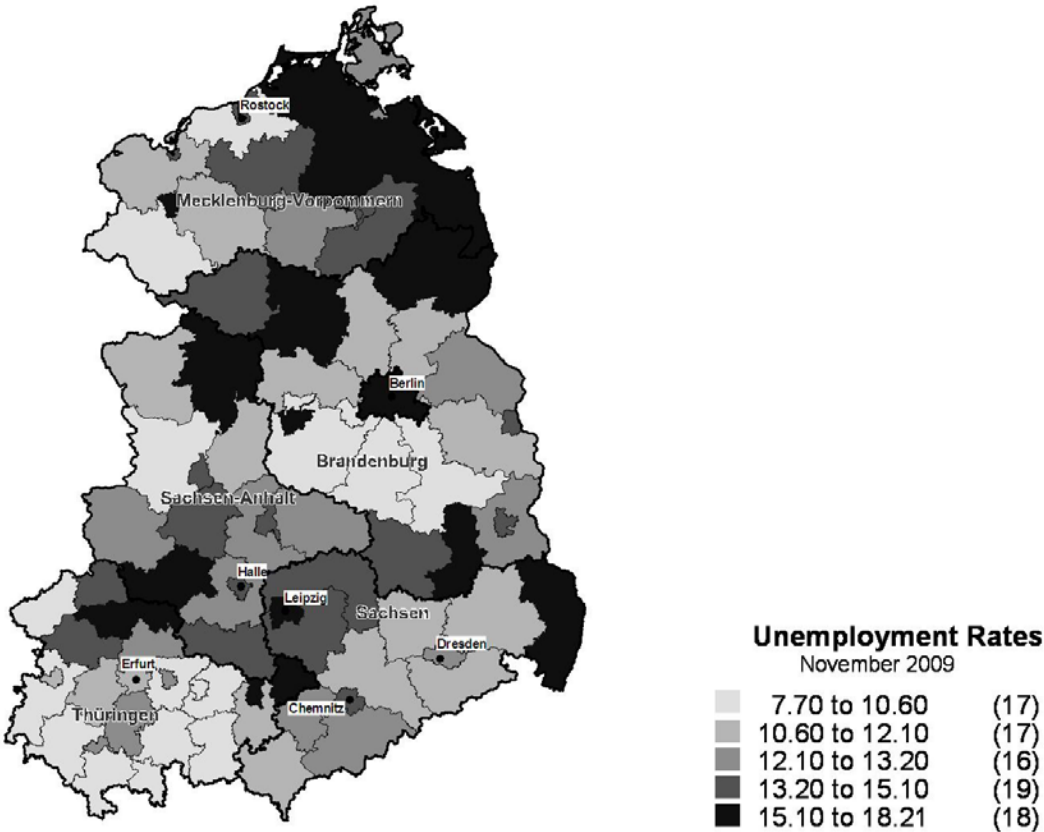 Rostock
Mecklenburg-Vorpommern
Berlin
Brandenburg
Sachsen-Anhalt
Halle
Leipzig
Sachsen
Dresden
Erfurt
Chemnitz
Thüringen
Unemployment Rates
November 2009
7.70 to 10.60 (17)
10.60 to 12.10 (17)
12.10 to 13.20 (16)
13.20 to 15.10 (19)
15.10 to 18.21 (18)